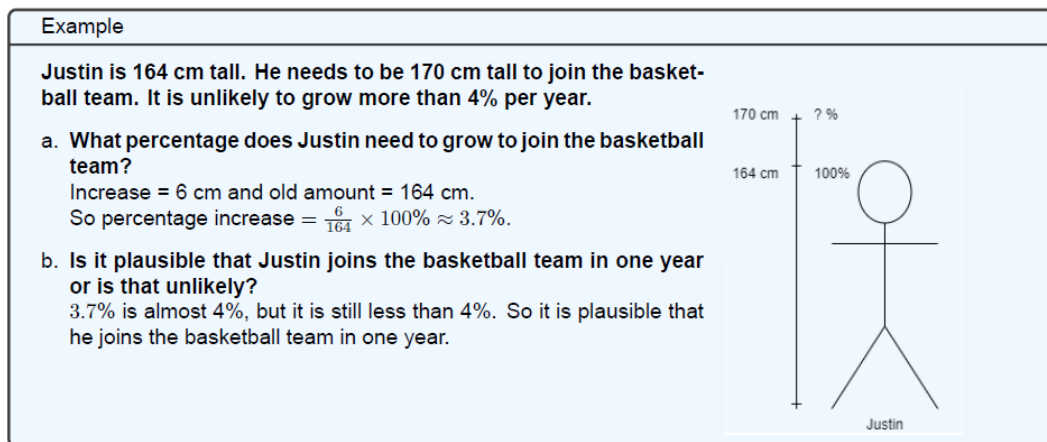 Example
Justin is 164 cm tall. He needs to be 170 cm tall to join the basket-
ball team. It is unlikely to grow more than 4% per year.
a. What percentage does Justin need to grow to join the basketball
team?
Increase = 6 cm and old amount = 164 cm.
So percentage increase = 6/164 × 100% ≈ 3.7%.
b. Is it plausible that Justin joins the basketball team in one year
or is that unlikely?
3.7% is almost 4%, but it is still less than 4%. So it is plausible that
he joins the basketball team in one year.
170 cm ? %
164 cm 100%
Justin